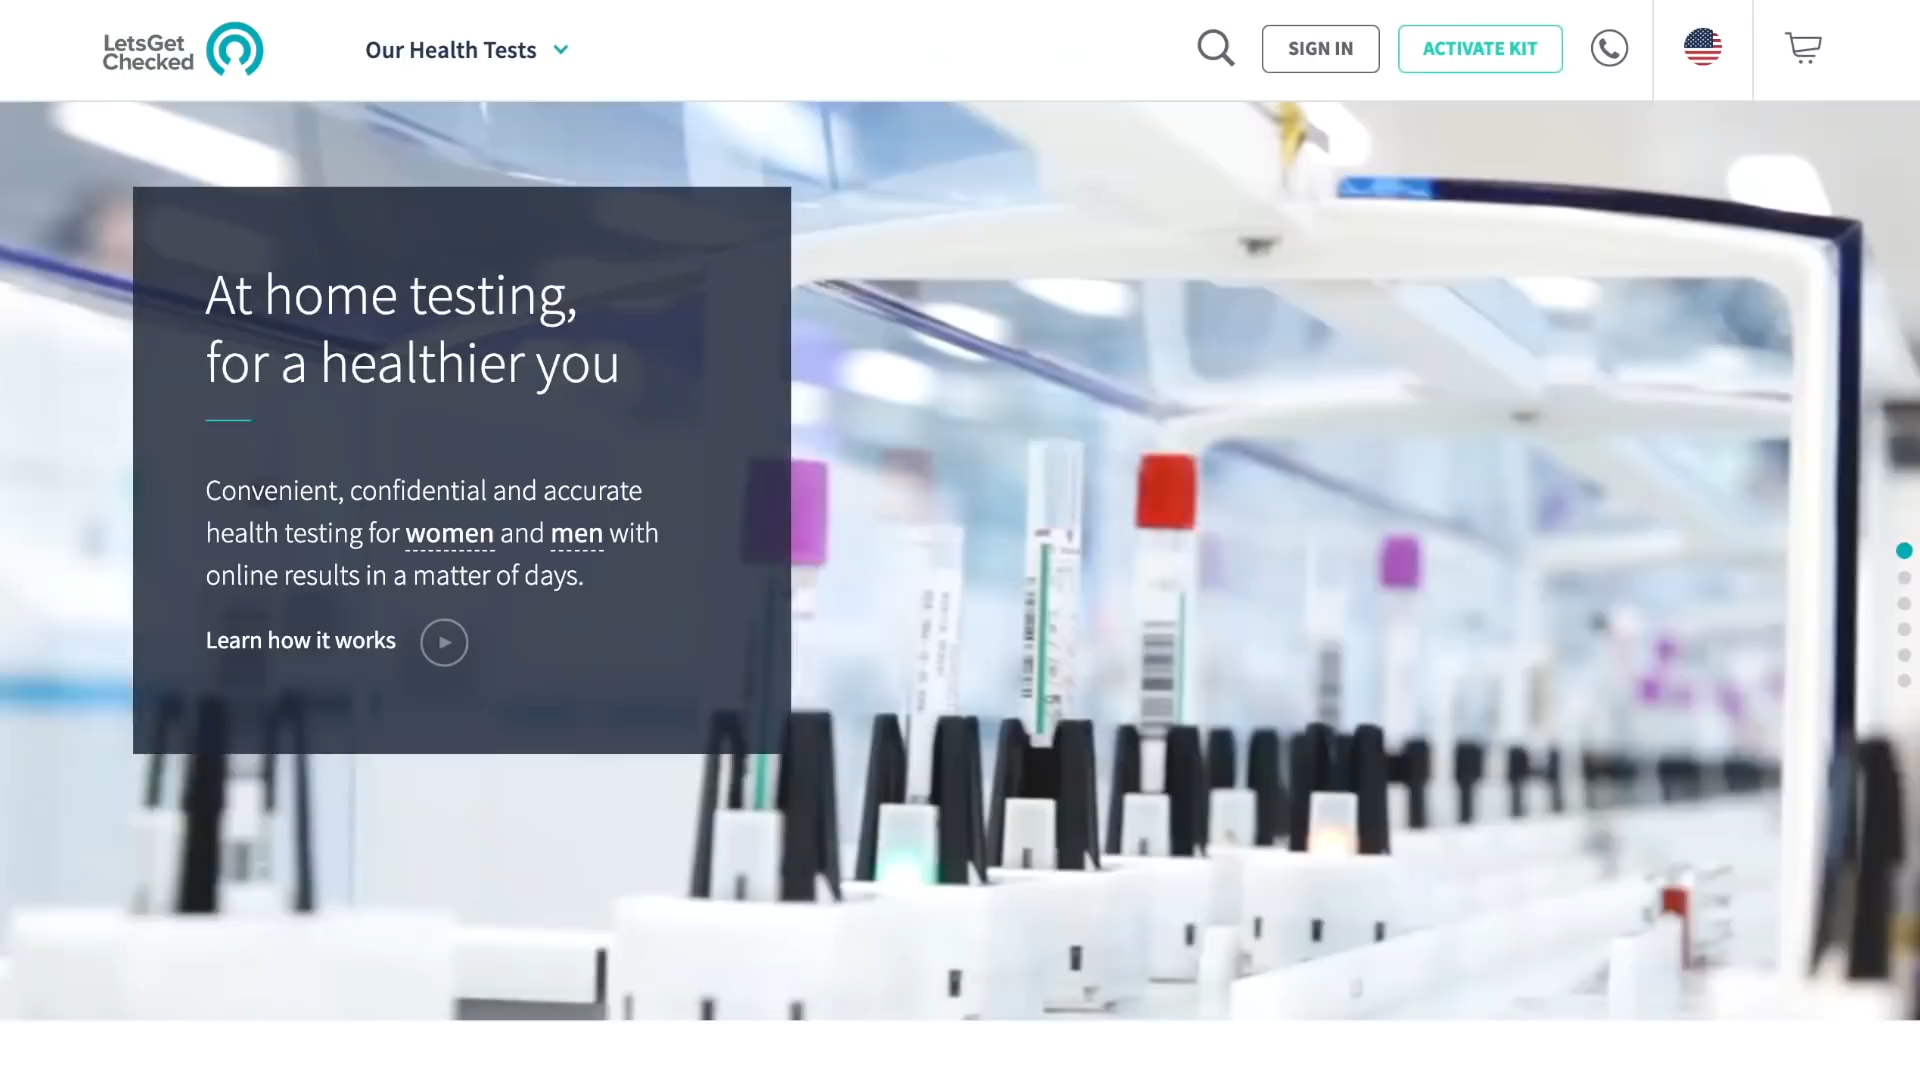 LetsGet
Checked
Our Health Tests
SIGN IN
ACTIVATE KIT
At home testing,
for a healthier you
Convenient, confidential and accurate
health testing for women and men with
online results in a matter of days.
Learn how it works